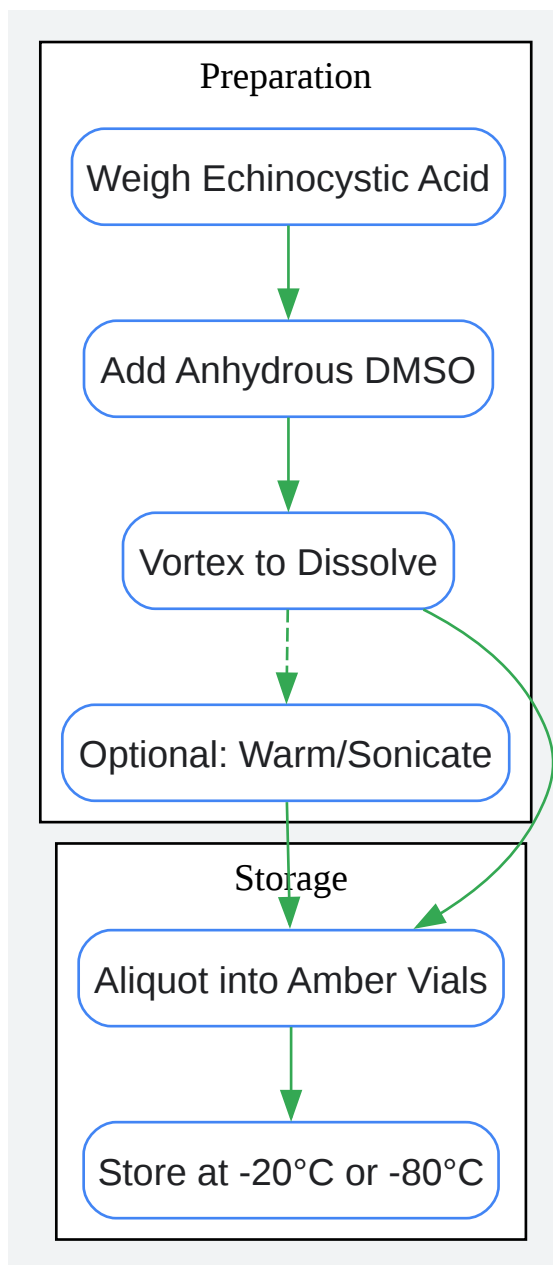 Preparation
Weigh Echinocystic Acid
Add Anhydrous DMSO
Vortex to Dissolve
Optional: Warm/Sonicate
Storage
Aliquot into Amber Vials
Store at -20°C or -80°C